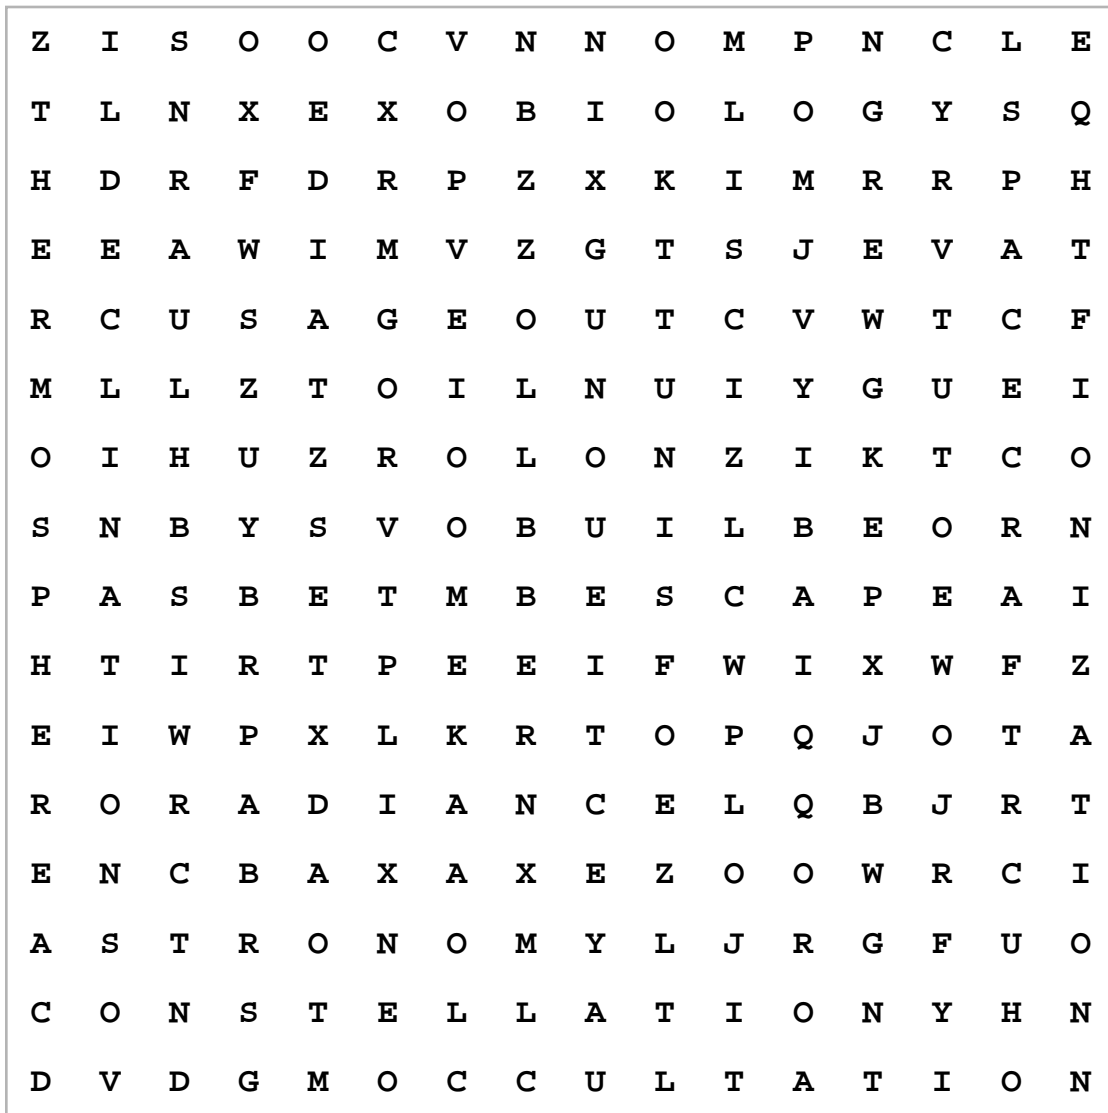 Z I S O O C V N N O M P N C L E
T L N X E X O B I O L O G Y S Q
H D R F D R P Z X K I M R R P H
E E A W I M V Z G T S J E V A T
R C U S A G E O U T C V W T C F
M L L Z T O I L N U I Y G U E I
O I H U Z R O L O N Z I K T C O
S N B Y S V O B U I L B E O R N
P A S B E T M B E S C A P E A I
H T I R T P E E I F W I X W F Z
E I W P X L K R T O P Q J O T A
R O R A D I A N C E L Q B J R T
E N C B A X A X E Z O O W R C I
A S T R O N O M Y L J R G F U O
C O N S T E L L A T I O N Y H N
D V D G M O C C U L T A T I O N